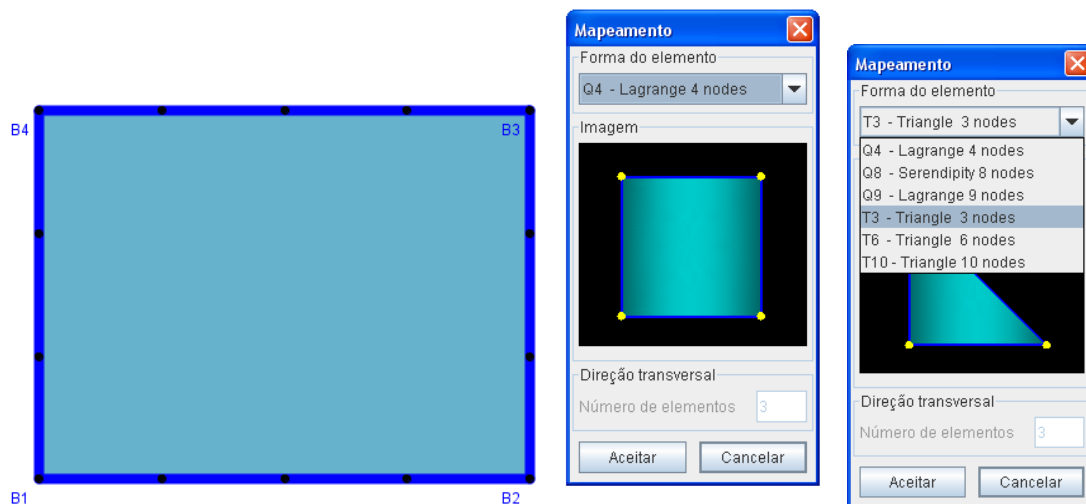 B4
B3
B1
B2
Mapeamento
Forma do elemento
Q4 - Lagrange 4 nodes
Imagem
Direção transversal
Número de elementos 3
Aceitar Cancelar
Mapeamento
Forma do elemento
T3 - Triangle 3 nodes
Q4 - Lagrange 4 nodes
Q8 - Serendipity 8 nodes
Q9 - Lagrange 9 nodes
T3 - Triangle 3 nodes
T6 - Triangle 6 nodes
T10 - Triangle 10 nodes
Direção transversal
Número de elementos 3
Aceitar Cancelar